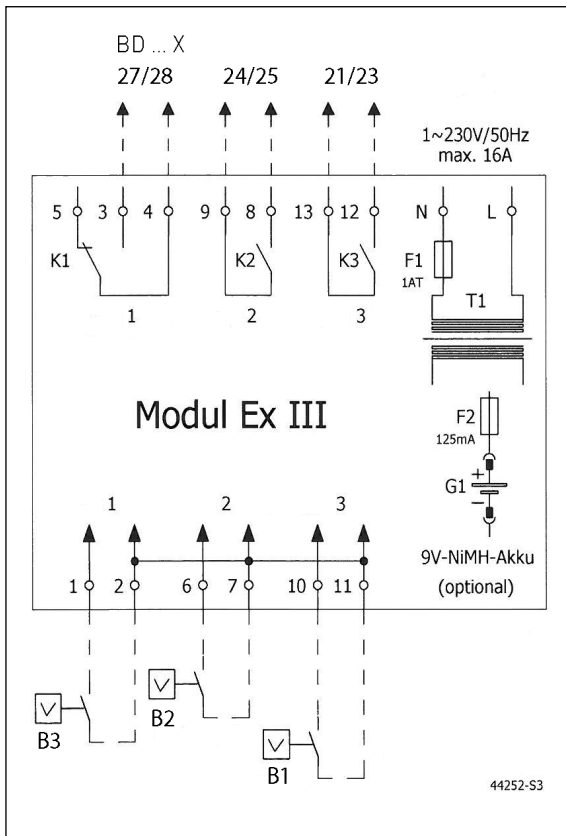 BD ... X
27/28 24/25 21/23
1~230V/50Hz
max. 16A
5 3 4 9 8 13 12 N L
K1 K2 K3 F1
1AT
T1
1 2 3
Modul Ex III
F2
125mA
+
G1
−
1 2 3
9V-NiMH-Akku
(optional)
1 2 6 7 10 11
B3 B2 B1
44252-S3